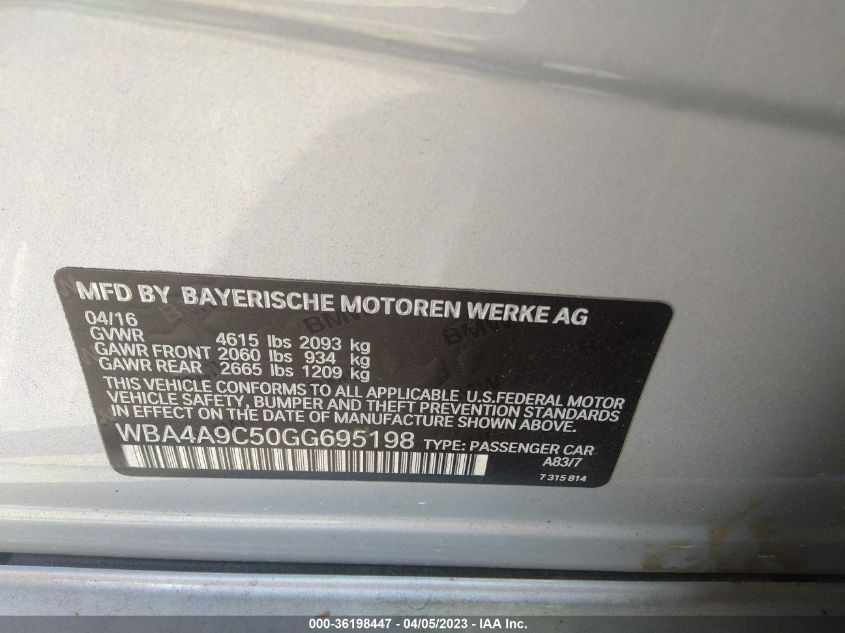 MFD BY BAYERISCHE MOTOREN WERKE AG
04/16
GVWR 4615 lbs 2093 kg
GAWR FRONT 2060 lbs 934 kg
GAWR REAR 2665 lbs 1209 kg
THIS VEHICLE CONFORMS TO ALL APPLICABLE U.S.FEDERAL MOTOR
VEHICLE SAFETY, BUMPER AND THEFT PREVENTION STANDARDS
IN EFFECT ON THE DATE OF MANUFACTURE SHOWN ABOVE.
WBA4A9C50GG695198 TYPE: PASSENGER CAR
A83/7
7 315 814
000-36198447 - 04/05/2023 - IAA Inc.